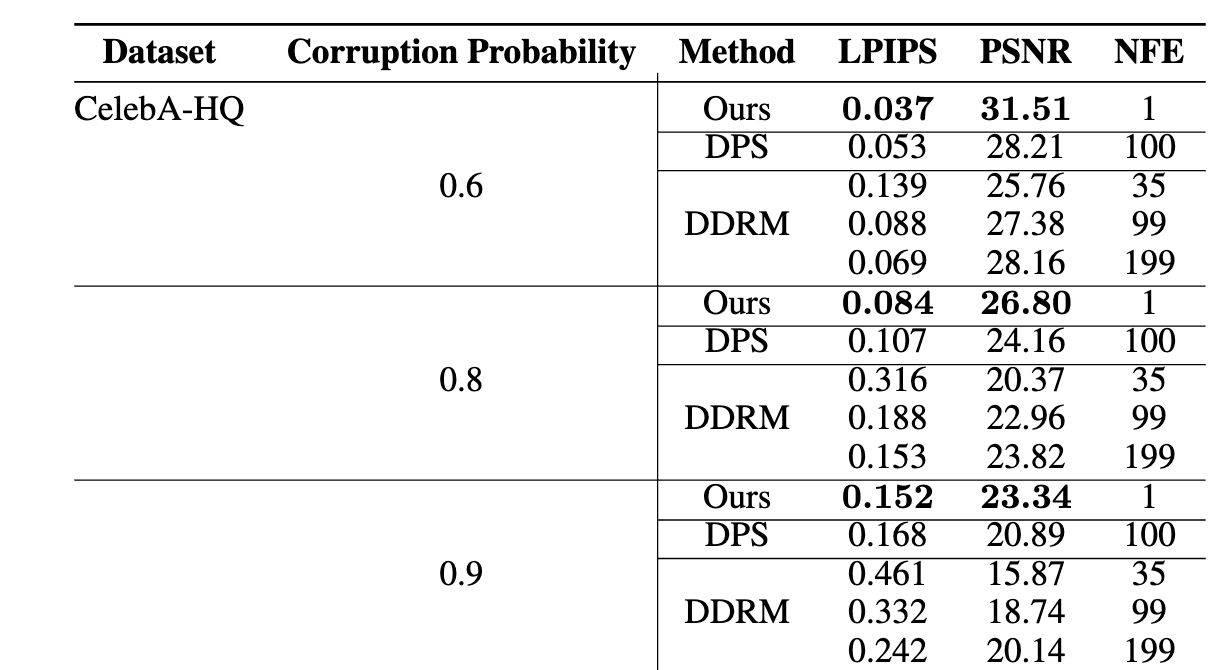 Dataset Corruption Probability Method LPIPS PSNR NFE
CelebA-HQ Ours 0.037 31.51 1
DPS 0.053 28.21 100
0.6 0.139 25.76 35
DDRM 0.088 27.38 99
0.069 28.16 199
Ours 0.084 26.80 1
DPS 0.107 24.16 100
0.8 0.316 20.37 35
DDRM 0.188 22.96 99
0.153 23.82 199
Ours 0.152 23.34 1
DPS 0.168 20.89 100
0.9 0.461 15.87 35
DDRM 0.332 18.74 99
0.242 20.14 199